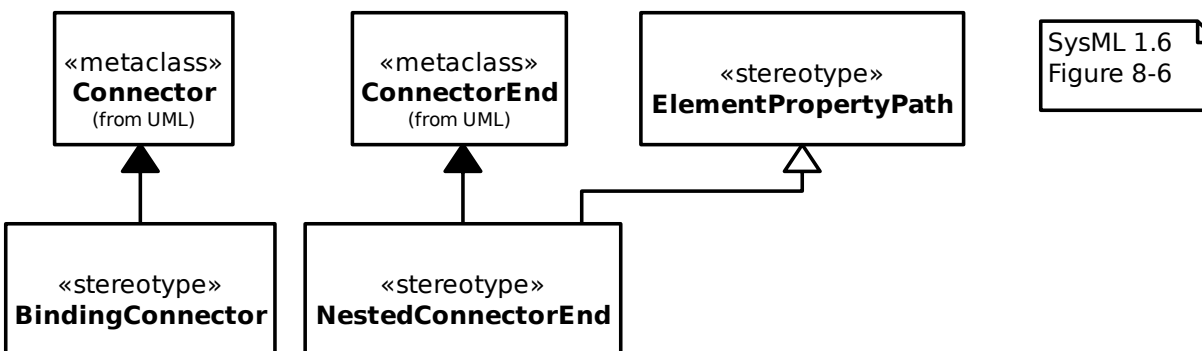 «metaclass»
Connector
(from UML)
«metaclass»
ConnectorEnd
(from UML)
«stereotype»
ElementPropertyPath
SysML 1.6
Figure 8-6
«stereotype»
BindingConnector
«stereotype»
NestedConnectorEnd